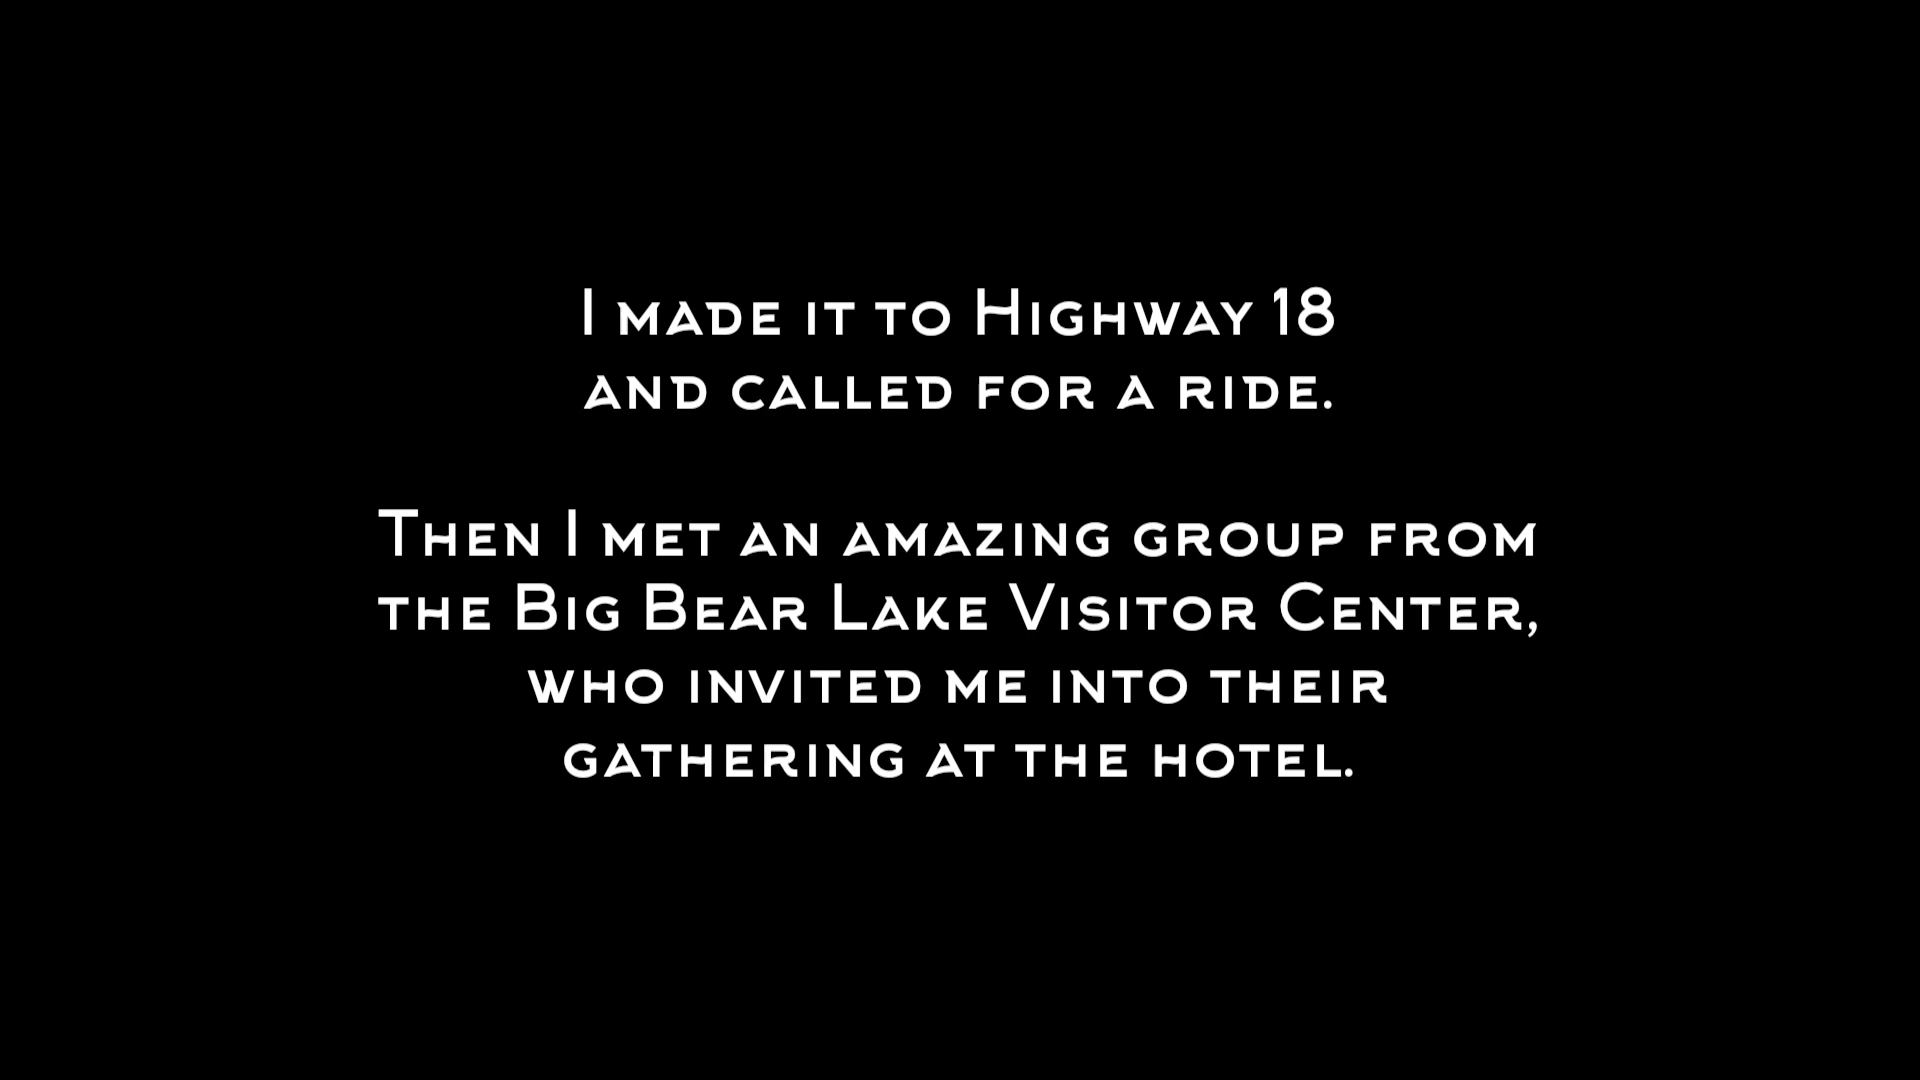 I made it to Highway 18
and called for a ride.
Then I met an amazing group from
the Big Bear Lake Visitor Center,
who invited me into their
gathering at the hotel.